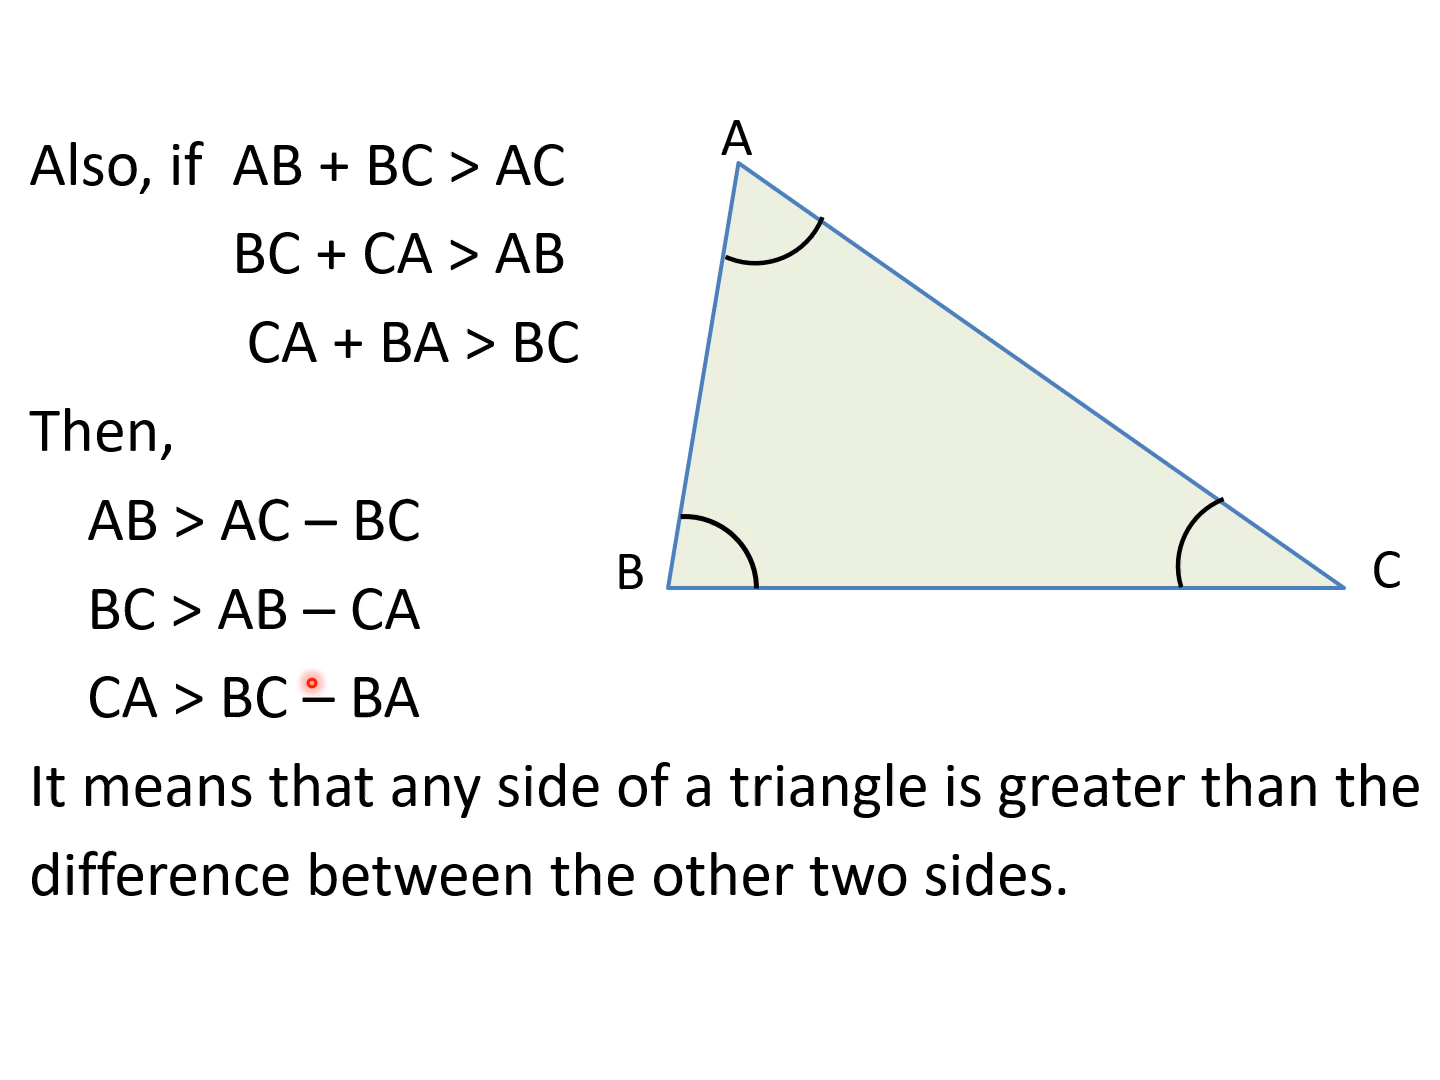 Also, if AB + BC > AC
BC + CA > AB
CA + BA > BC
Then,
AB > AC – BC
BC > AB – CA
CA > BC – BA
It means that any side of a triangle is greater than the
difference between the other two sides.
A
B
C